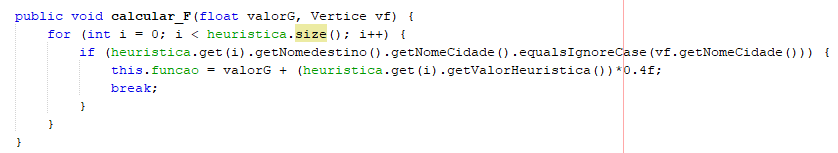 public void calcular_F(float valorG, Vertice vf) {
for (int i = 0; i < heuristica.size(); i++) {
if (heuristica.get(i).getNomedestino().getNomeCidade().equalsIgnoreCase(vf.getNomeCidade())) {
this.funcao = valorG + (heuristica.get(i).getValorHeuristica())*0.4f;
break;
}
}
}